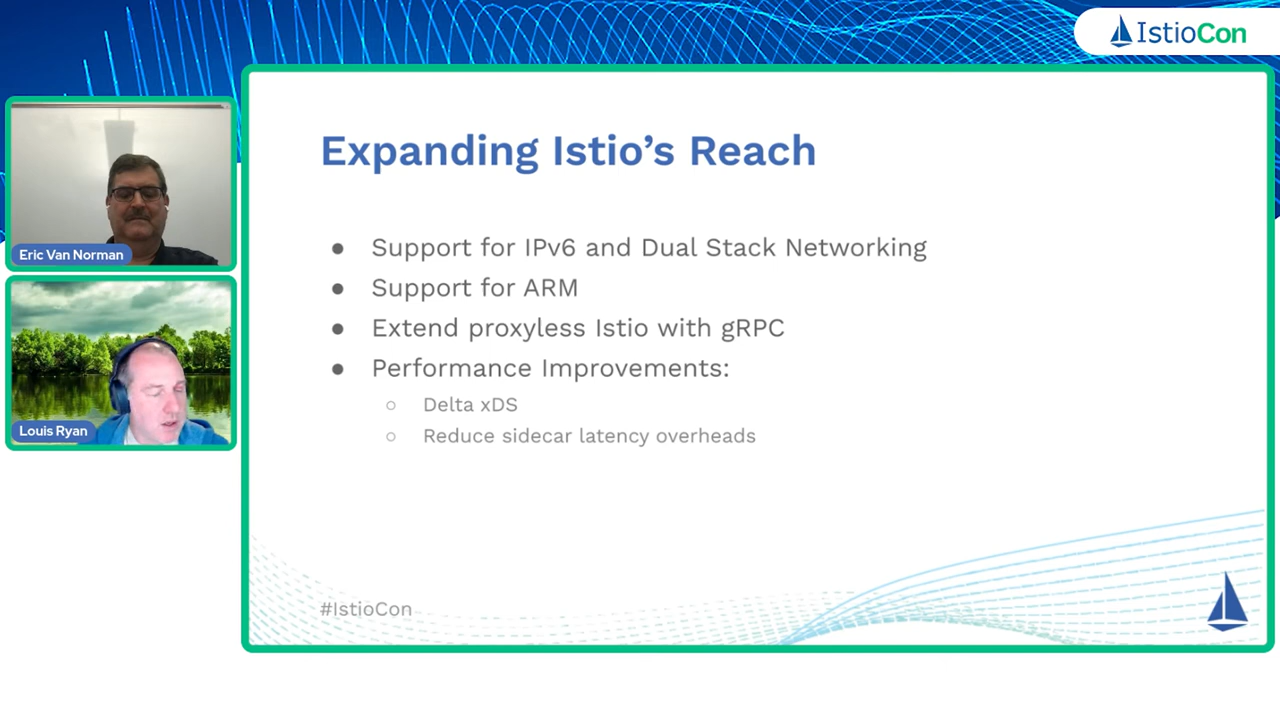 IstioCon
Eric Van Norman
Louis Ryan
Expanding Istio's Reach
● Support for IPv6 and Dual Stack Networking
● Support for ARM
● Extend proxyless Istio with gRPC
● Performance Improvements:
○ Delta xDS
○ Reduce sidecar latency overheads
#IstioCon